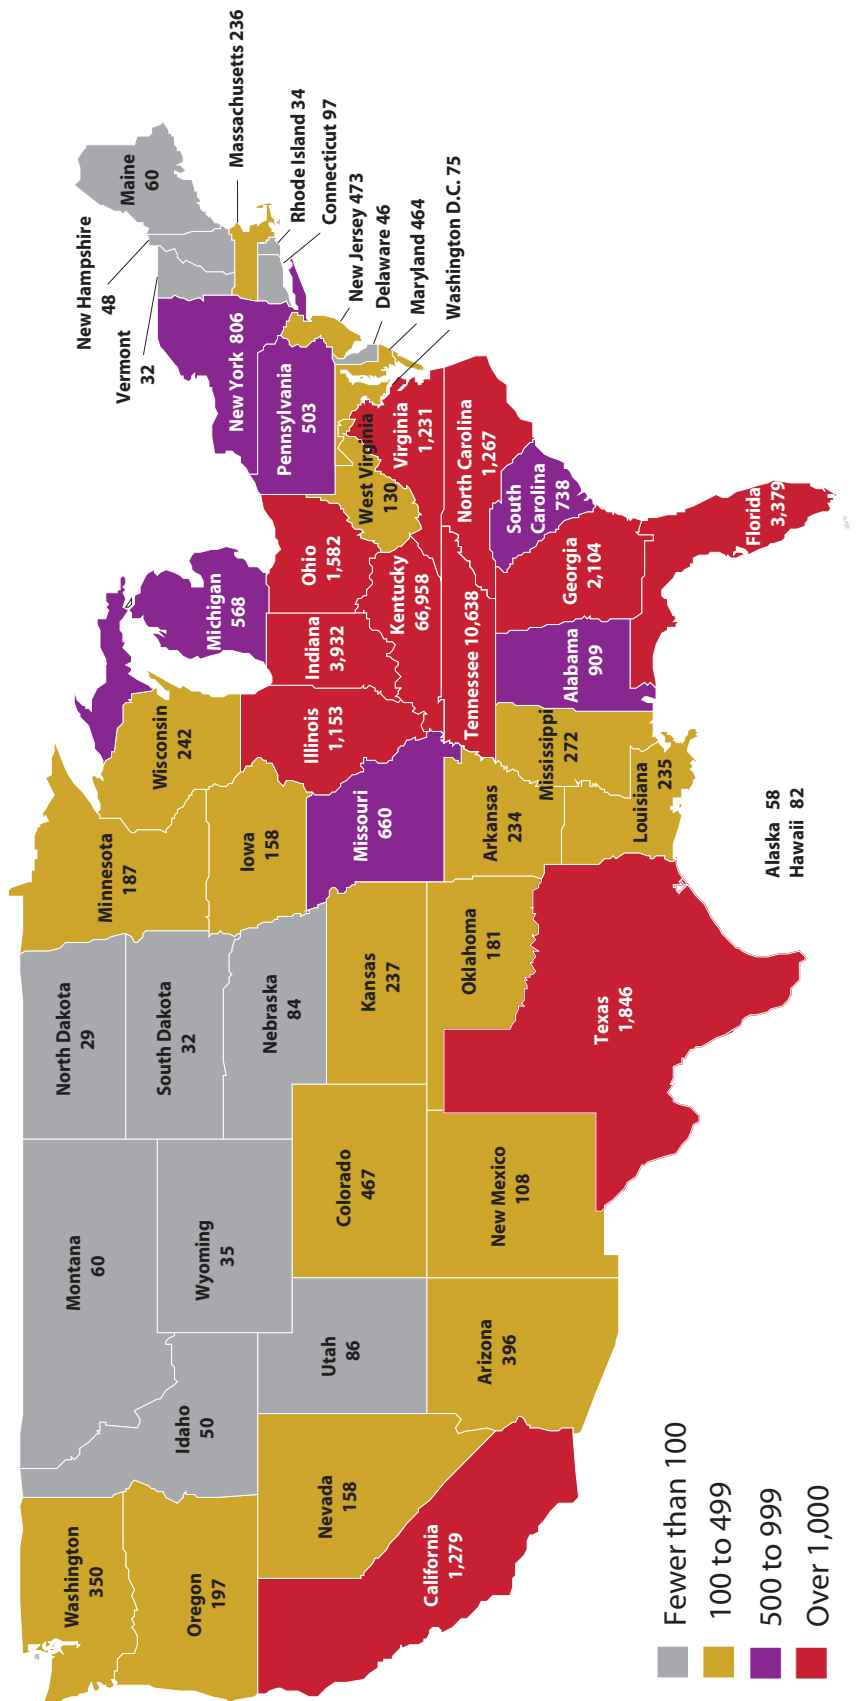 Washington
350
Oregon
197
California
1,279
Nevada
158
Idaho
50
Montana
60
Wyoming
35
Utah
86
Arizona
396
Colorado
467
New Mexico
108
North Dakota
29
South Dakota
32
Nebraska
84
Kansas
237
Oklahoma
181
Texas
1,846
Minnesota
187
Iowa
158
Missouri
660
Arkansas
234
Louisiana
235
Wisconsin
242
Illinois
1,153
Mississippi
272
Michigan
568
Indiana
3,932
Ohio
1,582
Kentucky
66,958
Tennessee 10,638
Alabama
909
Georgia
2,104
Florida
3,379
South
Carolina
738
North Carolina
1,267
Virginia
1,231
West Virginia
130
Pennsylvania
503
New York 806
Vermont
32
New Hampshire
48
Maine
60
Massachusetts 236
Rhode Island 34
Connecticut 97
New Jersey 473
Delaware 46
Maryland 464
Washington D.C. 75
Alaska 58
Hawaii 82
Fewer than 100
100 to 499
500 to 999
Over 1,000